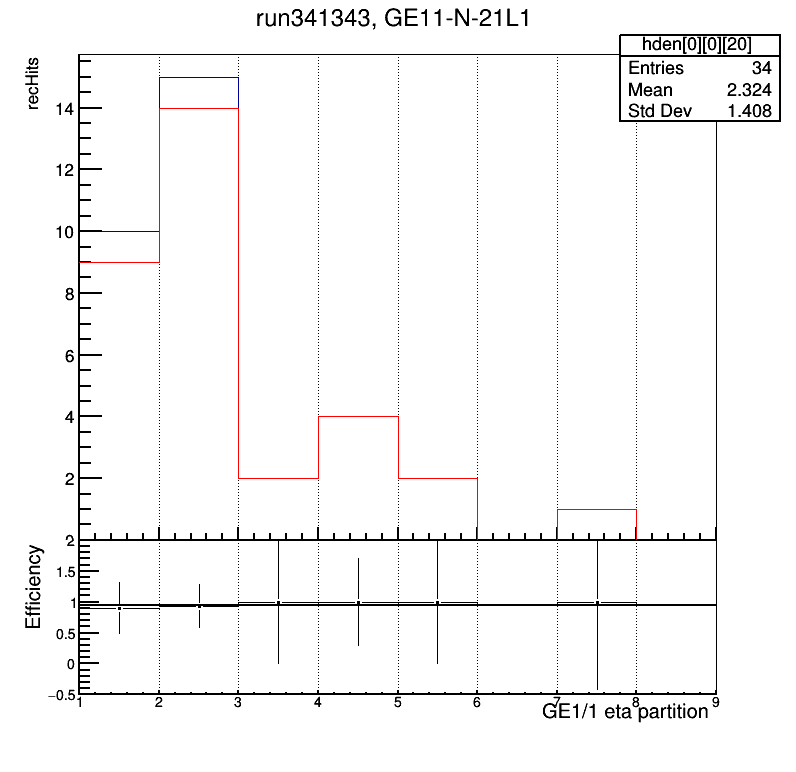 run341343, GE11-N-21L1
hden[0][0][20]
Entries 34
Mean 2.324
Std Dev 1.408
recHits
14
12
10
8
6
4
2
Efficiency
2
1.5
1
0.5
0
−0.5
1 2 3 4 5 6 7 8 9
GE1/1 eta partition